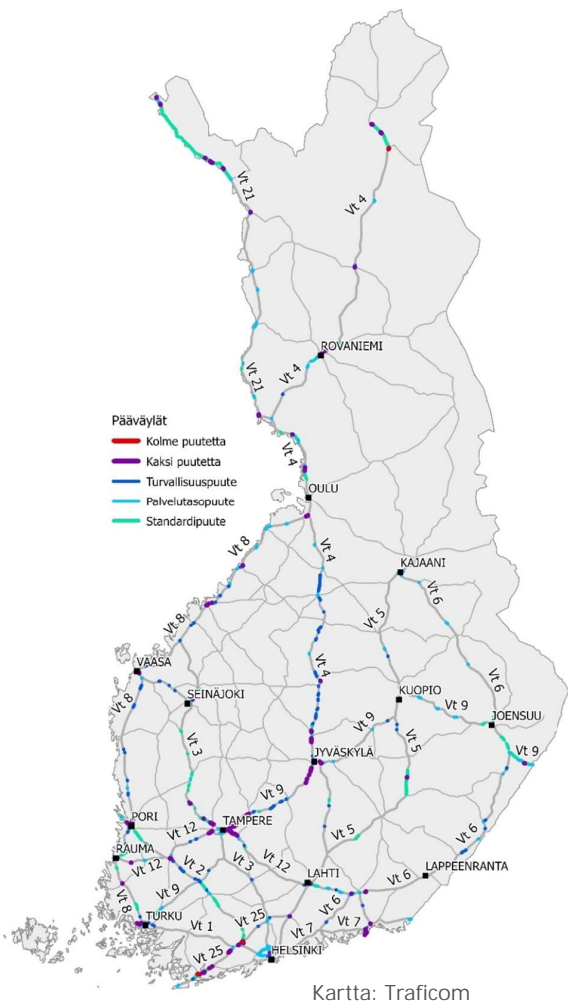 Vt 21
Vt 4
ROVANIEMI
Vt 4
Vt 21
Pääväylät
Kolme puutetta
Kaksi puutetta
Turvallisuuspuute
Palvelutasopuute
Standardipuute
Vt 4
OULU
Vt 8
Vt 4
KAJAANI
Vt 6
Vt 5
Vt 8
VAASA
Vt 4
Vt 6
SEINÄJOKI
KUOPIO
Vt 8
Vt 9
JOENSUU
Vt 9
Vt 3
JYVÄSKYLÄ
Vt 5
Vt 9
Vt 9
PORI
TAMPERE
Vt 12
Vt 5
Vt 6
RAUMA
Vt 12
Vt 2
Vt 3
Vt 12
LAHTI
LAPPEENRANTA
Vt 6
Vt 9
Vt 8
Vt 6
TURKU
Vt 1
Vt 25
Vt 7
Vt 7
Vt 25
HELSINKI
Kartta: Traficom